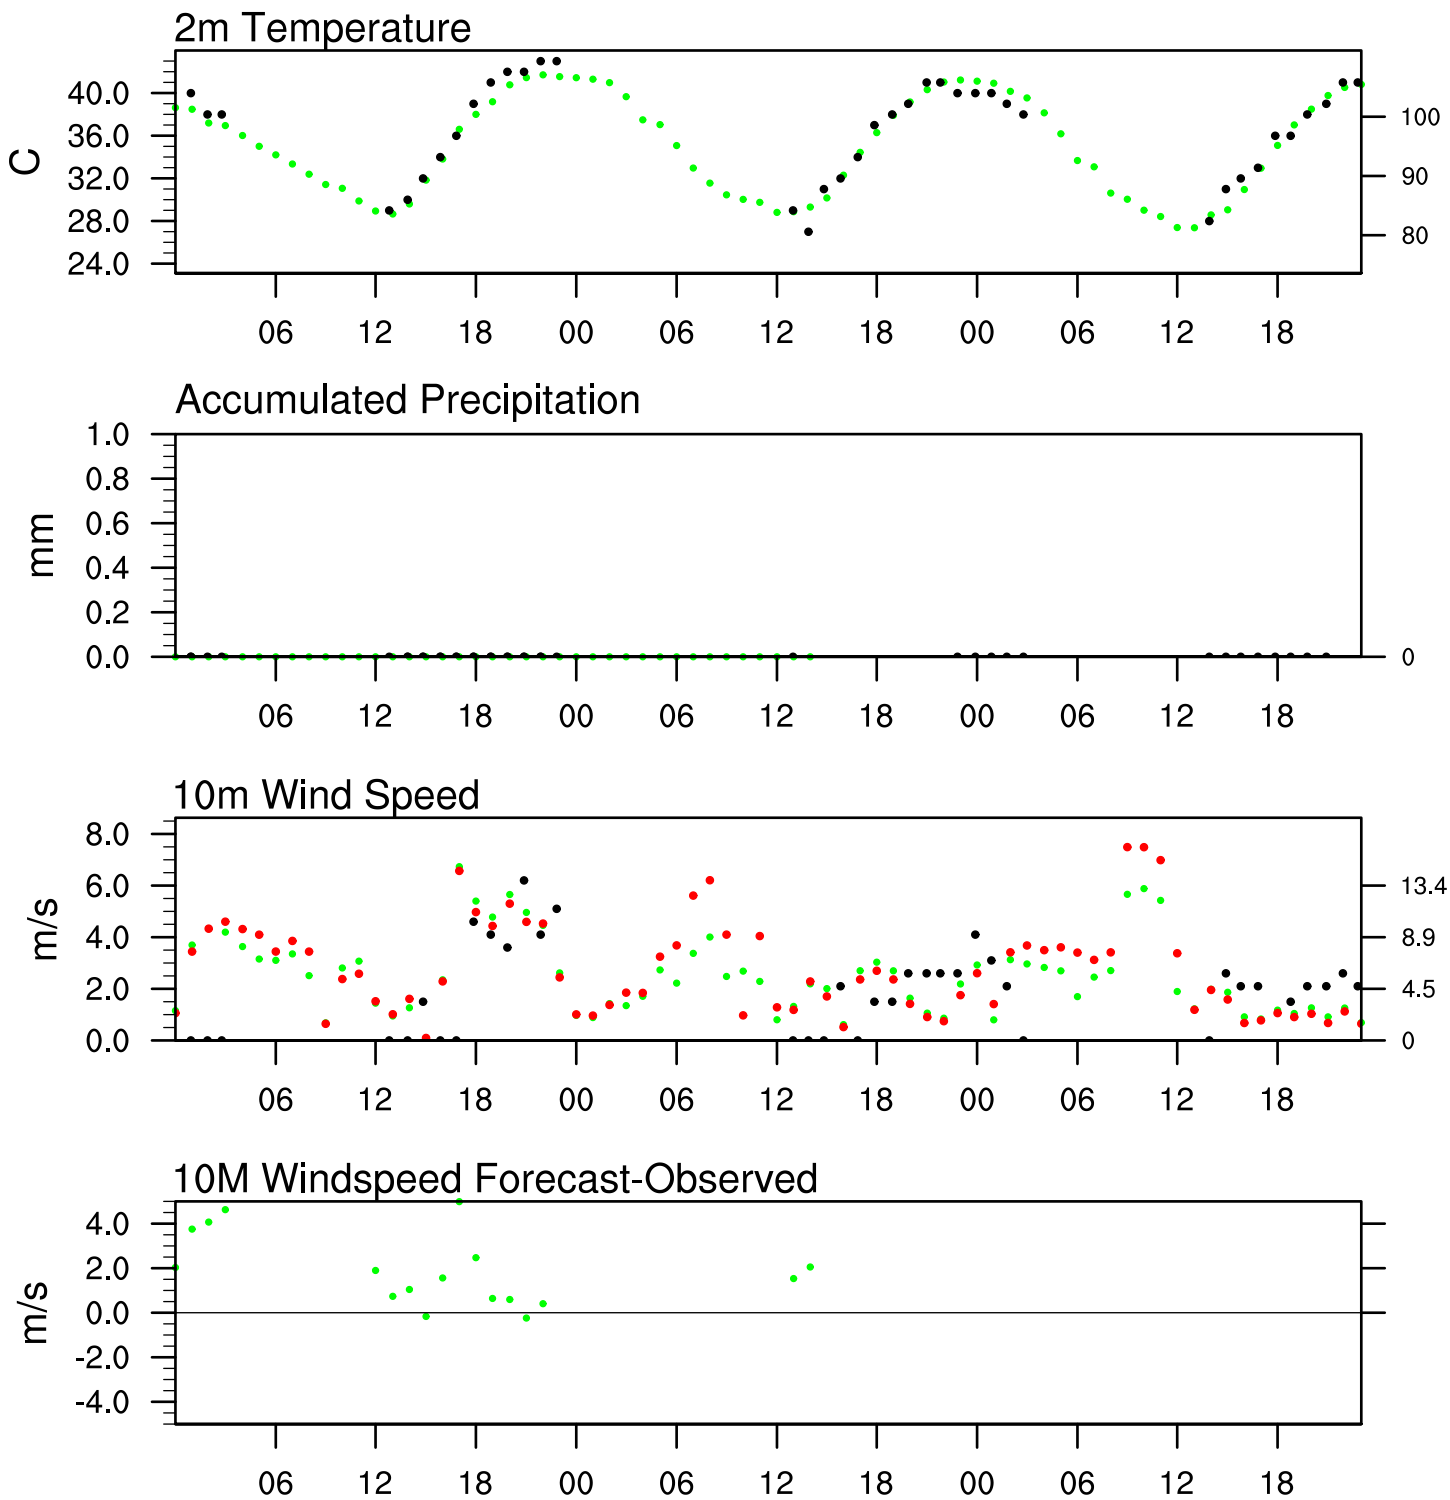 2m Temperature
40.0
36.0
32.0
28.0
24.0
C
100
90
80
06 12 18 00 06 12 18 00 06 12 18
Accumulated Precipitation
1.0
0.8
0.6
0.4
0.2
0.0
mm
0
06 12 18 00 06 12 18 00 06 12 18
10m Wind Speed
8.0
6.0
4.0
2.0
0.0
m/s
13.4
8.9
4.5
0
06 12 18 00 06 12 18 00 06 12 18
10M Windspeed Forecast-Observed
4.0
2.0
0.0
-2.0
-4.0
m/s
06 12 18 00 06 12 18 00 06 12 18